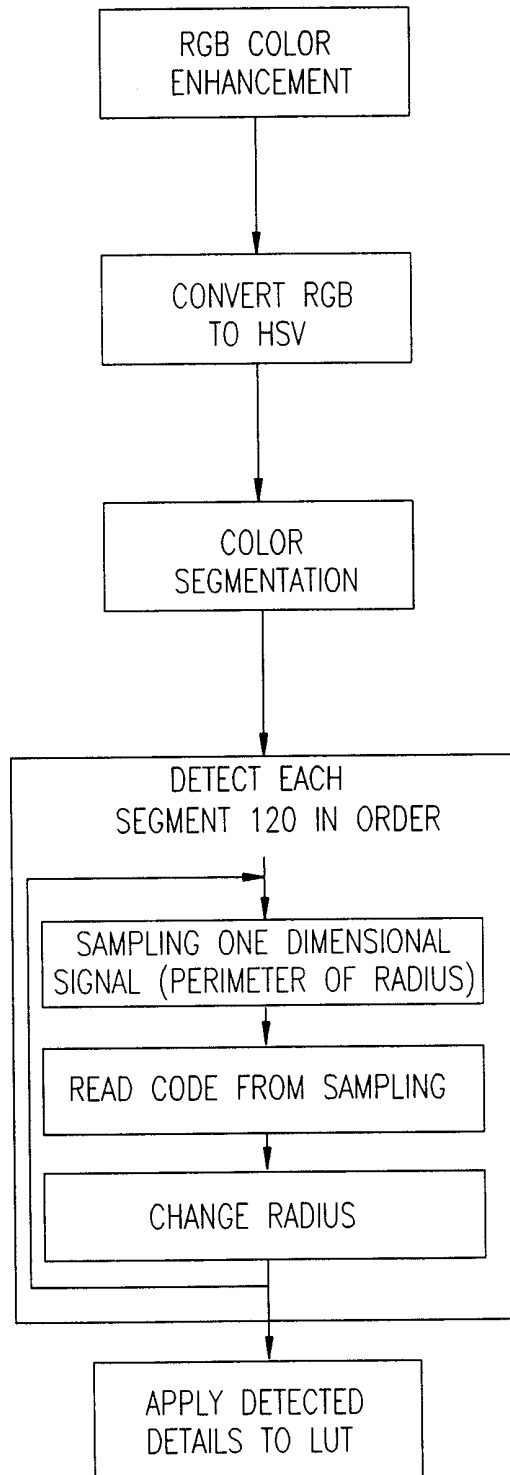 RGB COLOR
ENHANCEMENT
CONVERT RGB
TO HSV
COLOR
SEGMENTATION
DETECT EACH
SEGMENT 120 IN ORDER
SAMPLING ONE DIMENSIONAL
SIGNAL (PERIMETER OF RADIUS)
READ CODE FROM SAMPLING
CHANGE RADIUS
APPLY DETECTED
DETAILS TO LUT